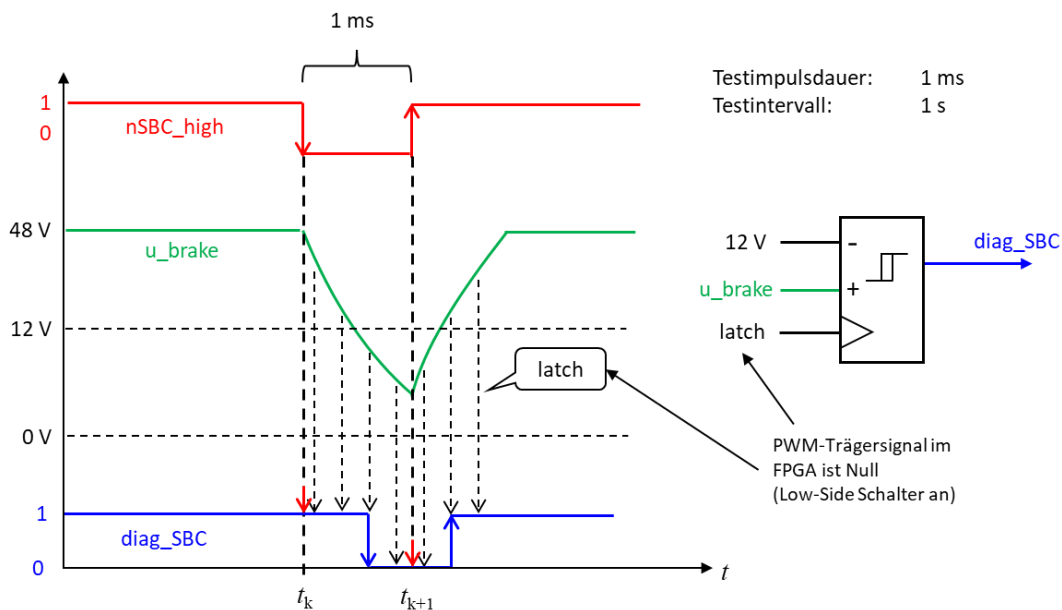 1 ms
Testimpulsdauer: 1 ms
Testintervall: 1 s
1
0
nSBC_high
48 V
u_brake
12 V
0 V
latch
12 V
u_brake
latch
-
+
diag_SBC
PWM-Trägersignal im
FPGA ist Null
(Low-Side Schalter an)
1
diag_SBC
0
t
tk
tk+1